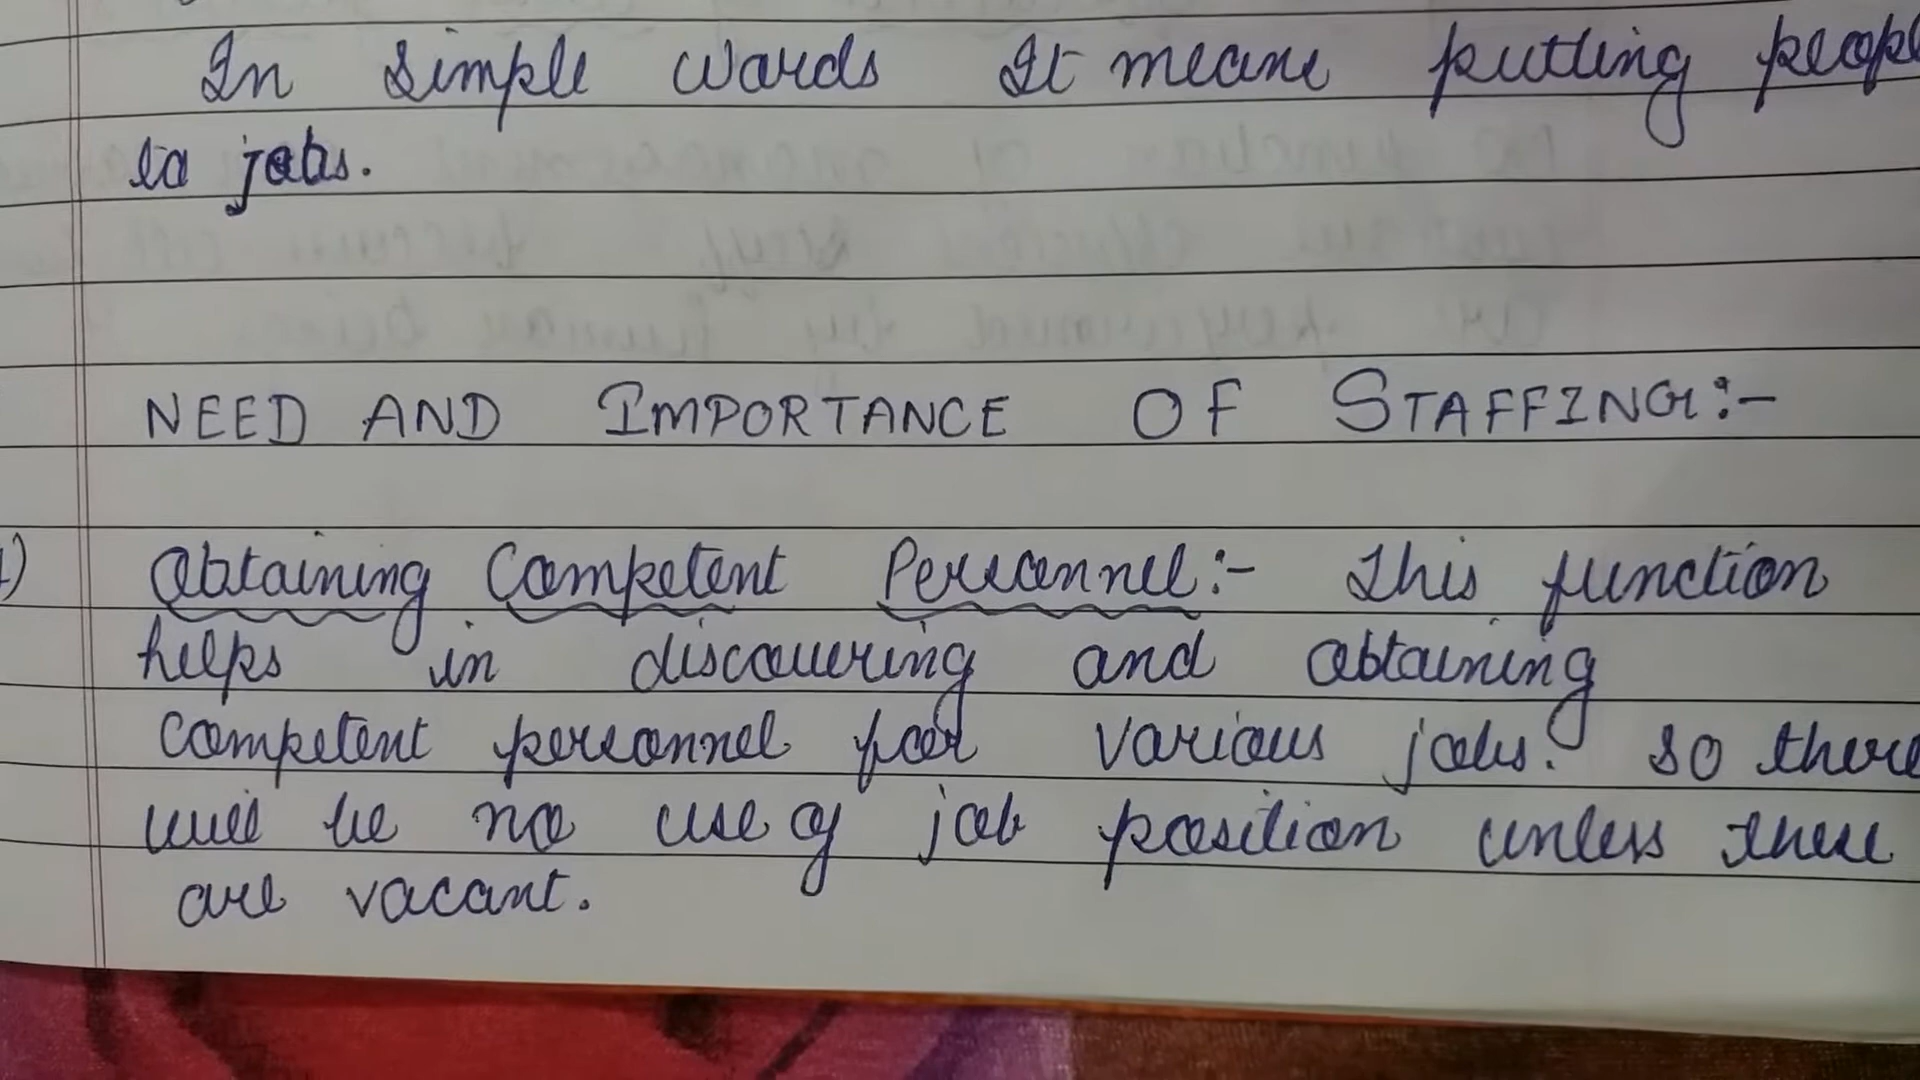 In simple words It means putting peopl
to jobs.
NEED AND IMPORTANCE OF STAFFING:-
Obtaining Competent Personnel:- This function
helps in discovering and obtaining
competent personnel for various jobs. so there
will be no use of job position unless there
are vacant.